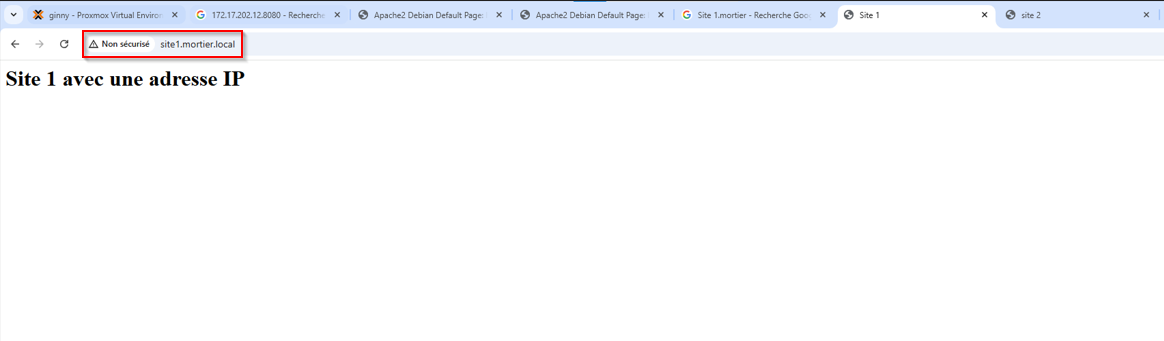 ginny - Proxmox Virtual Enviror
172.17.202.12.8080 - Recherche
Apache2 Debian Default Page:
Apache2 Debian Default Page:
Site 1.mortier - Recherche Goo
Site 1
site 2
Non sécurisé site1.mortier.local
Site 1 avec une adresse IP